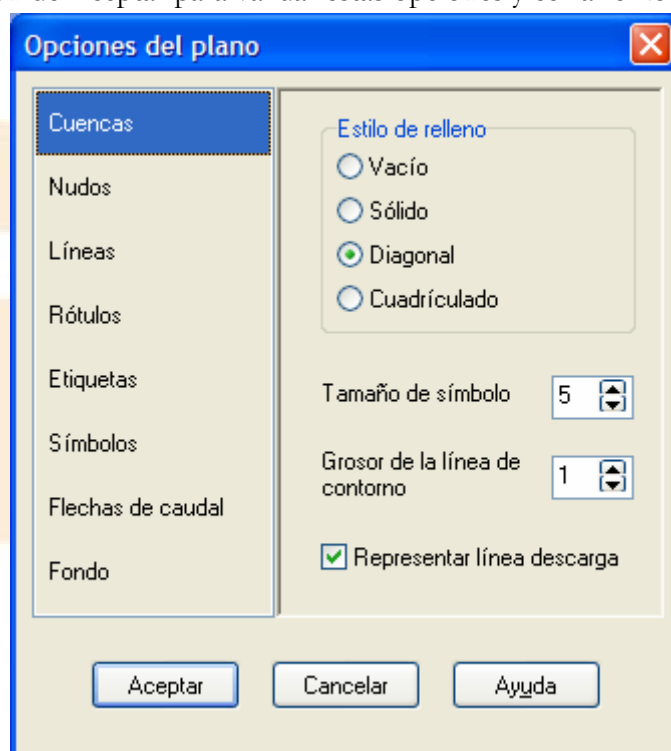 Opciones del plano
Cuencas
Nudos
Líneas
Rótulos
Etiquetas
Símbolos
Flechas de caudal
Fondo
Estilo de relleno
Vacío
Sólido
Diagonal
Cuadrículado
Tamaño de símbolo 5
Grosor de la línea de
contorno 1
Representar línea descarga
Aceptar Cancelar Ayuda